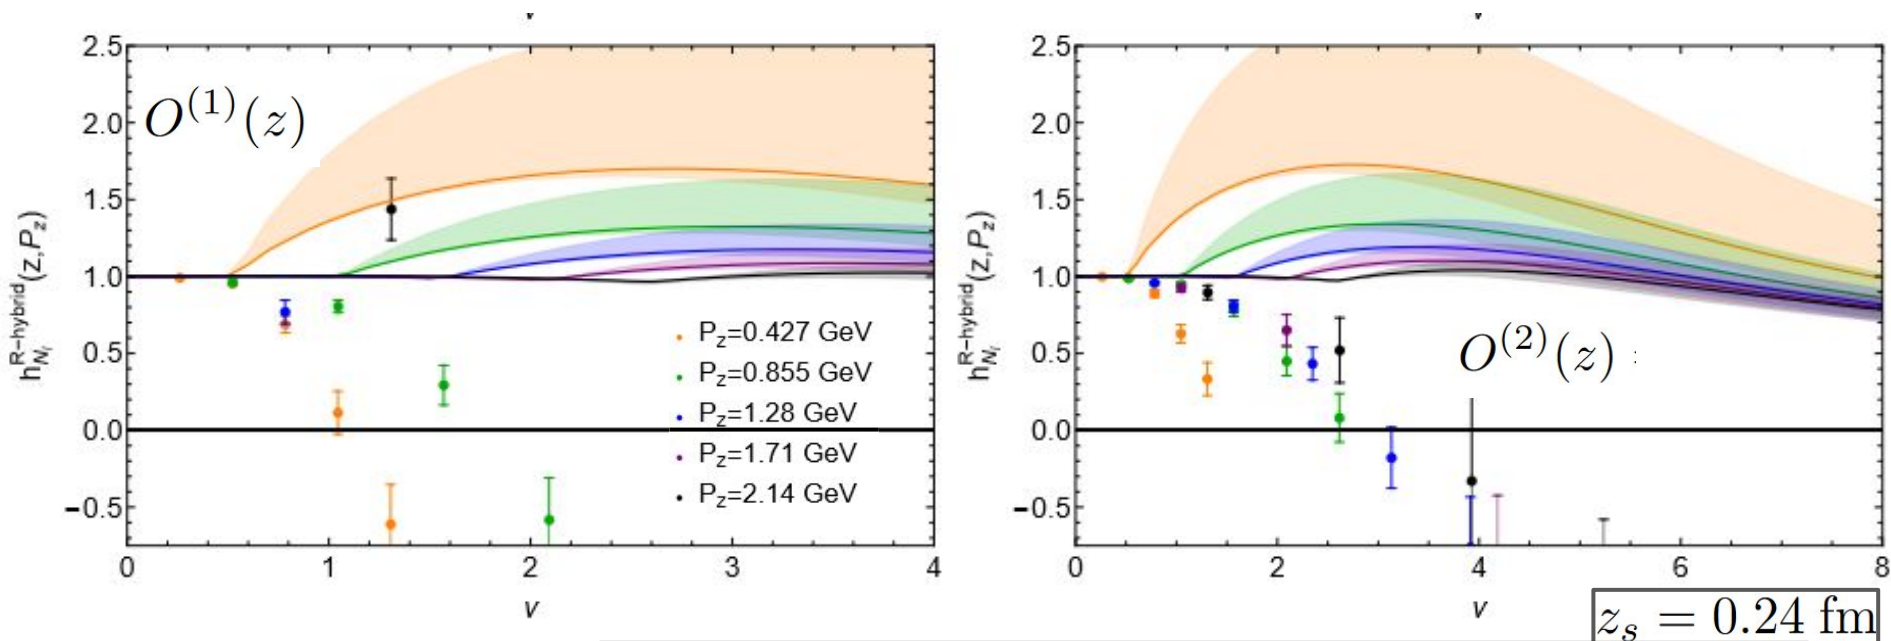 ν ν
2.5
2.0
1.5
1.0
0.5
0.0
−0.5
h_{N_l}^{R−hybrid}(z,P_z)
O^{(1)}(z)
P_z=0.427 GeV
P_z=0.855 GeV
P_z=1.28 GeV
P_z=1.71 GeV
P_z=2.14 GeV
0 1 2 3 4
ν
2.5
2.0
1.5
1.0
0.5
0.0
−0.5
h_{N_l}^{R−hybrid}(z,P_z)
O^{(2)}(z) :
0 2 4 6 8
ν
z_s = 0.24 fm